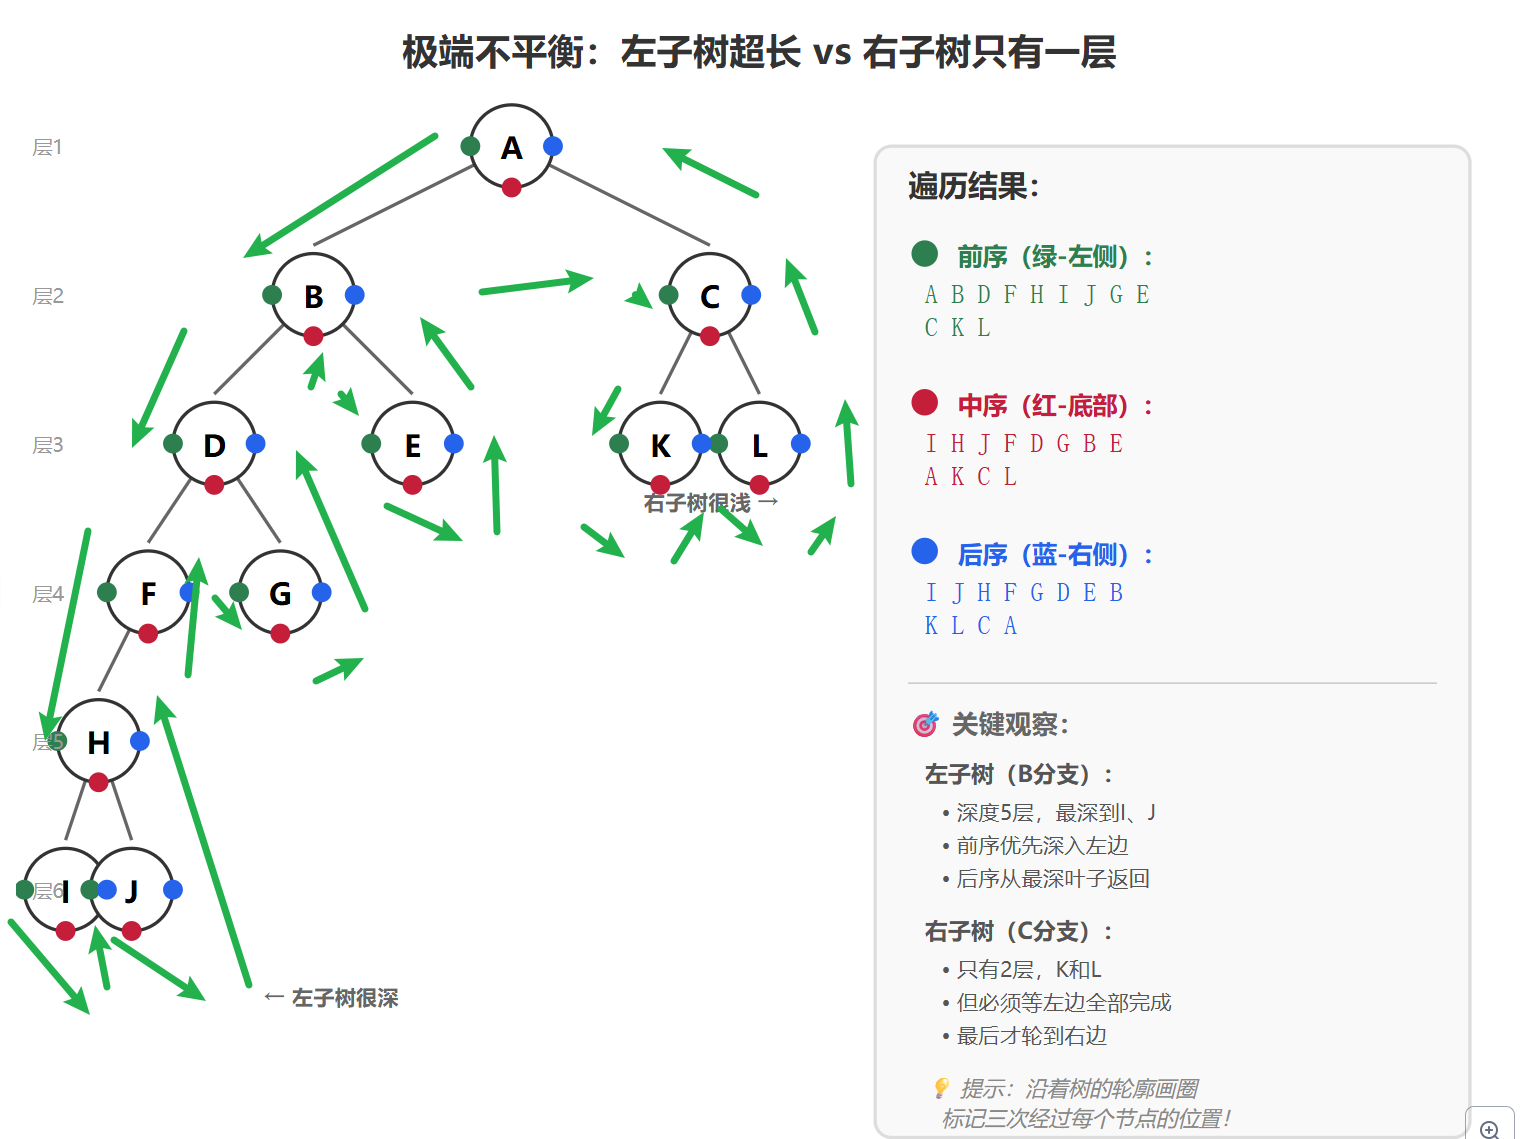 极端不平衡：左子树超长 vs 右子树只有一层
层1
A
层2
B
C
层3
D
E
K
L
右子树很浅 →
层4
F
G
层5
H
层6
I
J
← 左子树很深
遍历结果：
前序（绿-左侧）：
A B D F H I J G E
C K L
中序（红-底部）：
I H J F D G B E
A K C L
后序（蓝-右侧）：
I J H F G D E B
K L C A
🎯 关键观察：
左子树（B分支）：
• 深度5层，最深到I、J
• 前序优先深入左边
• 后序从最深叶子返回
右子树（C分支）：
• 只有2层，K和L
• 但必须等左边全部完成
• 最后才轮到右边
💡 提示：沿着树的轮廓画圈
标记三次经过每个节点的位置！